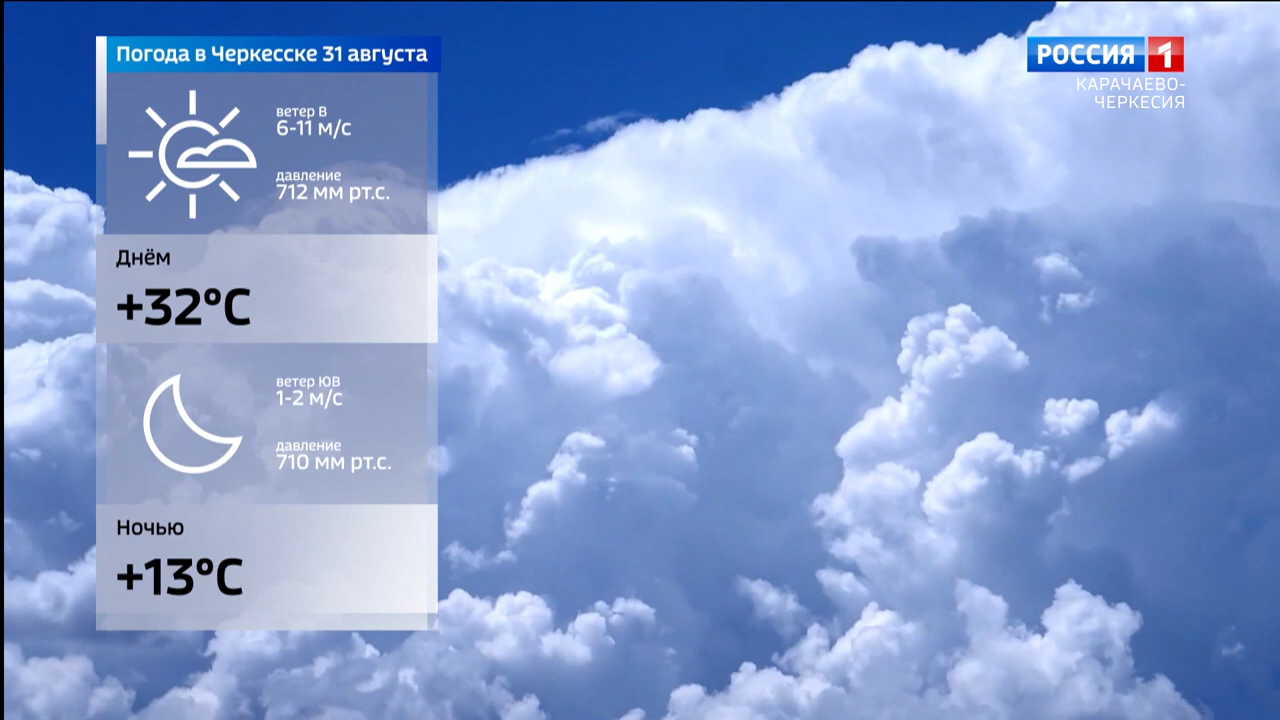 Погода в Черкесске 31 августа
ветер В
6-11 м/с
давление
712 мм рт.с.
Днём
+32°C
ветер ЮВ
1-2 м/с
давление
710 мм рт.с.
Ночью
+13°C
РОССИЯ 1
КАРАЧАЕВО-
ЧЕРКЕСИЯ